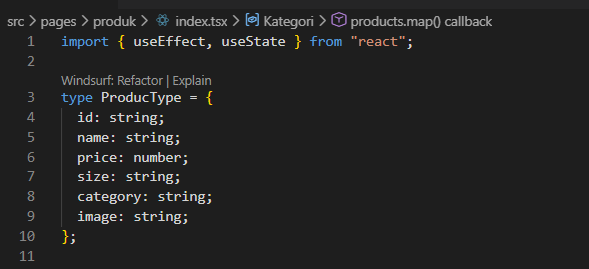 src > pages > produk > index.tsx > Kategori > products.map() callback
1 import { useEffect, useState } from "react";
2
Windsurf: Refactor | Explain
3 type ProducType = {
4 id: string;
5 name: string;
6 price: number;
7 size: string;
8 category: string;
9 image: string;
10 };
11